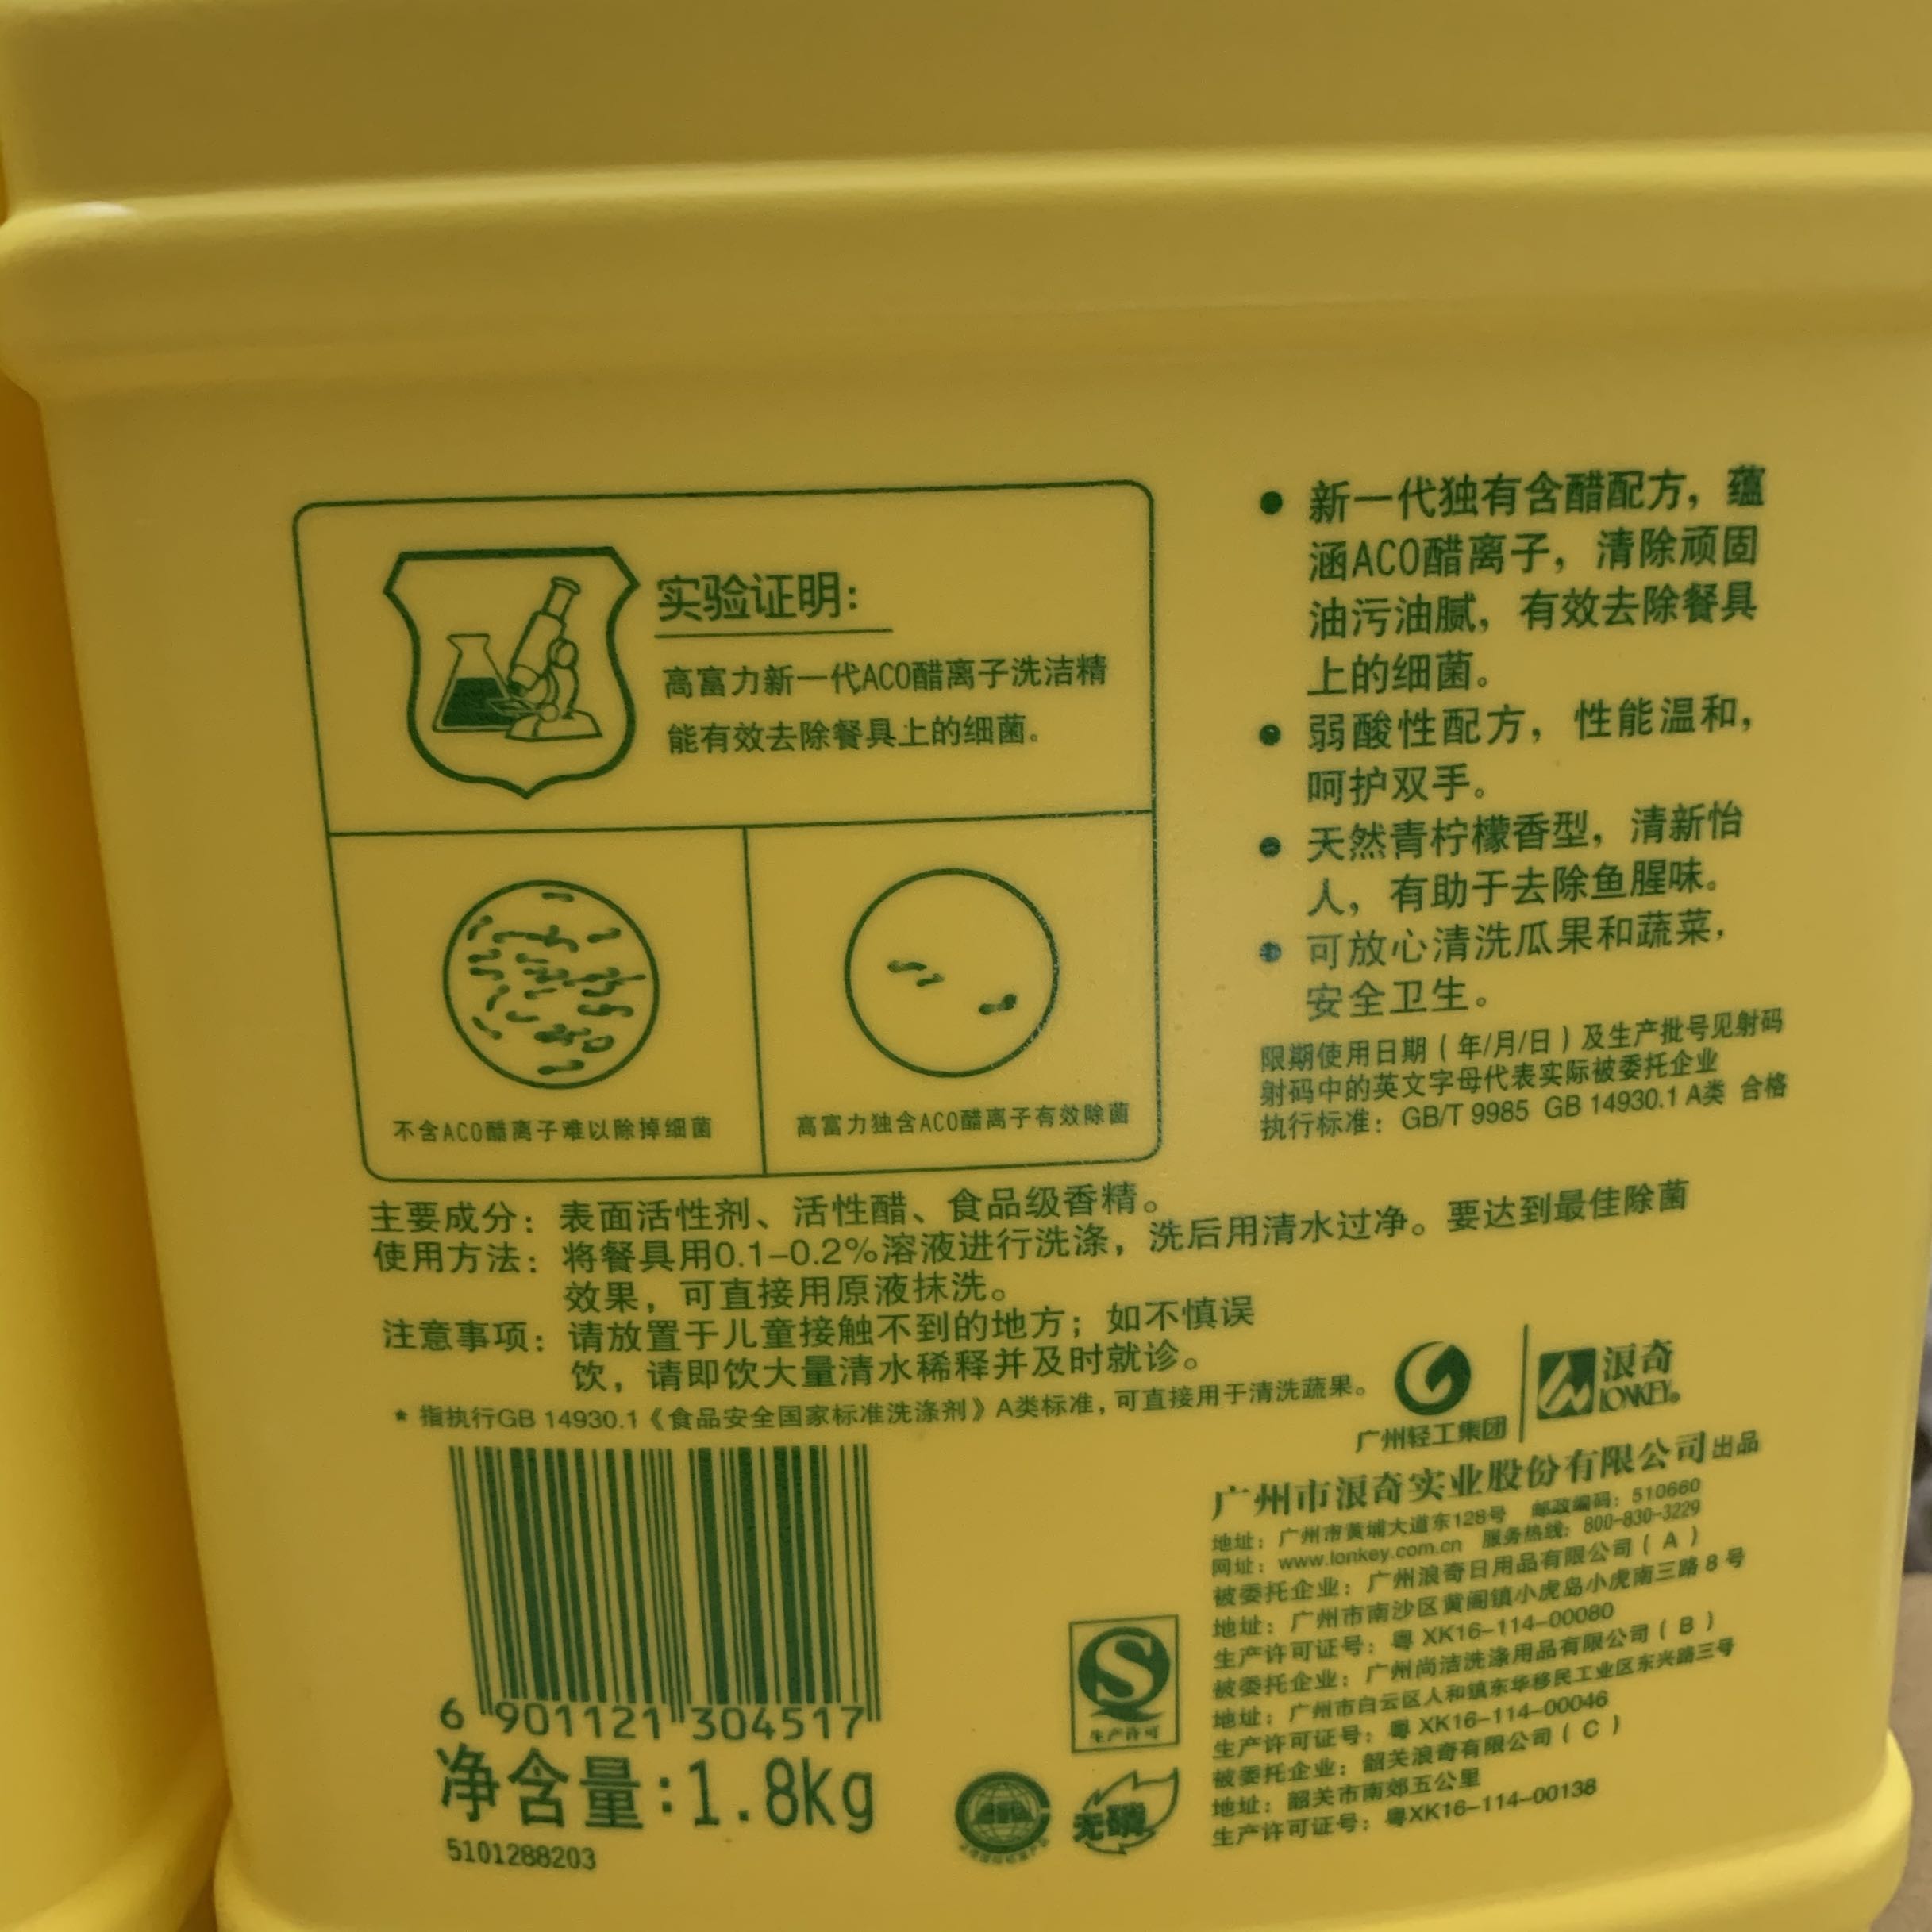 实验证明：
高富力新一代ACO醋离子洗洁精
能有效去除餐具上的细菌。
不含ACO醋离子难以除掉细菌
高富力独含ACO醋离子有效除菌
● 新一代独有含醋配方，蕴
涵ACO醋离子，清除顽固
油污油腻，有效去除餐具
上的细菌。
● 弱酸性配方，性能温和，
呵护双手。
● 天然青柠檬香型，清新怡
人，有助于去除鱼腥味。
● 可放心清洗瓜果和蔬菜，
安全卫生。
限期使用日期（年/月/日）及生产批号见射码
射码中的英文字母代表实际被委托企业
执行标准：GB/T 9985 GB 14930.1 A类 合格
主要成分：表面活性剂、活性醋、食品级香精。
使用方法：将餐具用0.1-0.2%溶液进行洗涤，洗后用清水过净。要达到最佳除菌
效果，可直接用原液抹洗。
注意事项：请放置于儿童接触不到的地方；如不慎误
饮，请即饮大量清水稀释并及时就诊。
* 指执行GB 14930.1《食品安全国家标准洗涤剂》A类标准，可直接用于清洗蔬果。
广州轻工集团
浪奇
LONKEY®
广州市浪奇实业股份有限公司出品
地址：广州市黄埔大道东128号 邮政编码：510660
网址：www.lonkey.com.cn 服务热线：800-830-3229
被委托企业：广州浪奇日用品有限公司（A）
地址：广州市南沙区黄阁镇小虎岛小虎南三路8号
生产许可证号：粤XK16-114-00080
被委托企业：广州尚洁洗涤用品有限公司（B）
地址：广州市白云区人和镇东华移民工业区东兴路三号
生产许可证号：粤XK16-114-00046
被委托企业：韶关浪奇有限公司（C）
地址：韶关市南郊五公里
生产许可证号：粤XK16-114-00138
6 901121 304517
净含量：1.8kg
5101288203
生产许可
无磷